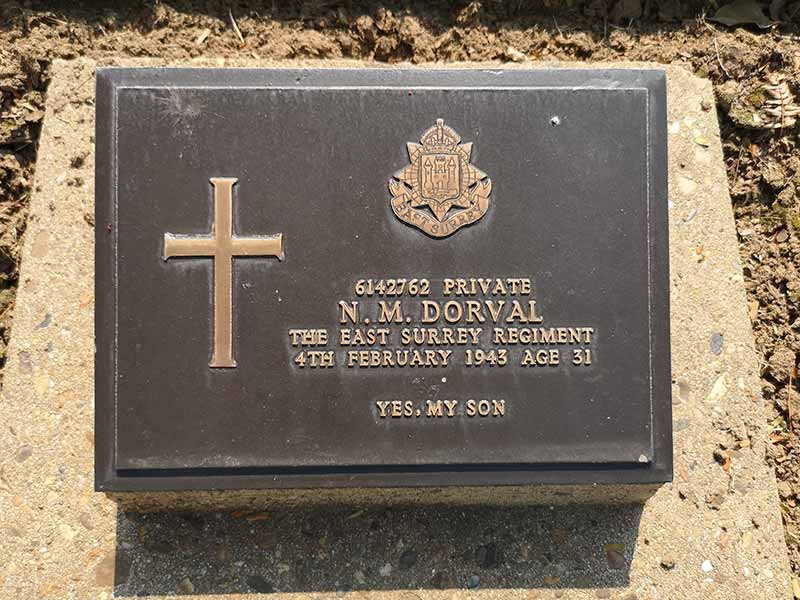 EAST SURREY
6142762 PRIVATE
N. M. DORVAL
THE EAST SURREY REGIMENT
4TH FEBRUARY 1943 AGE 31
YES, MY SON